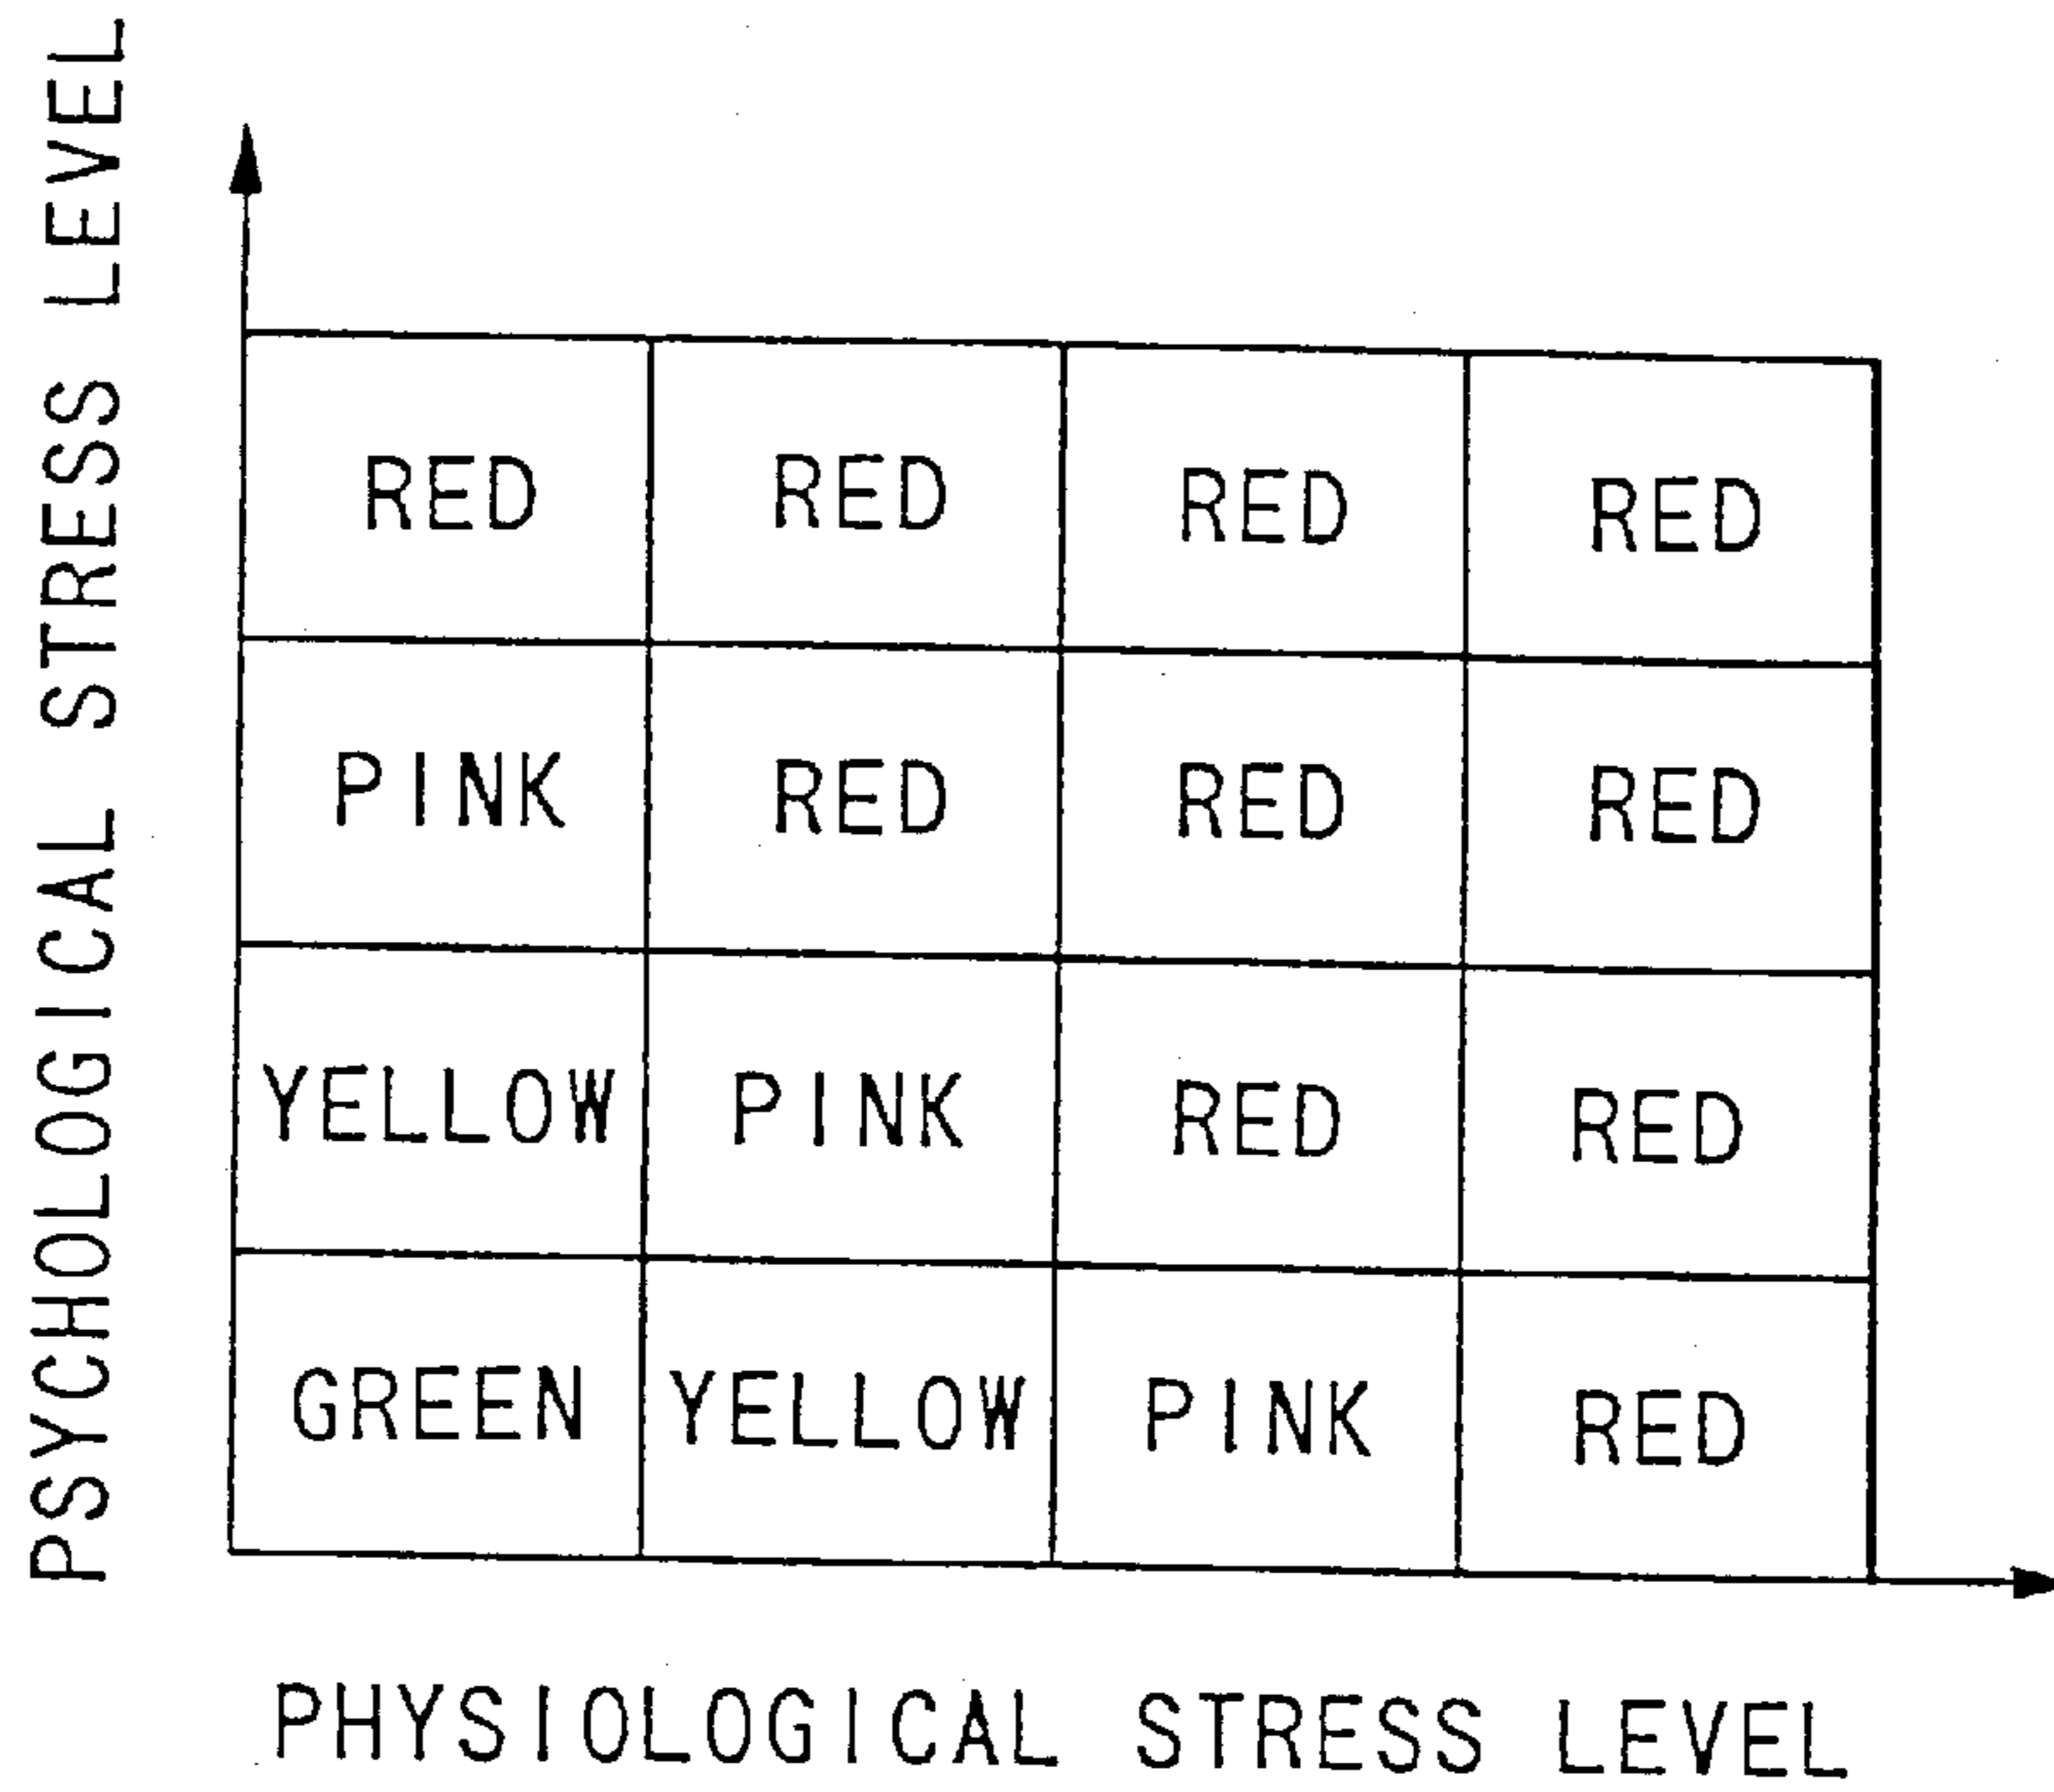 PSYCHOLOGICAL STRESS LEVEL
RED RED RED RED
PINK RED RED RED
YELLOW PINK RED RED
GREEN YELLOW PINK RED
PHYSIOLOGICAL STRESS LEVEL